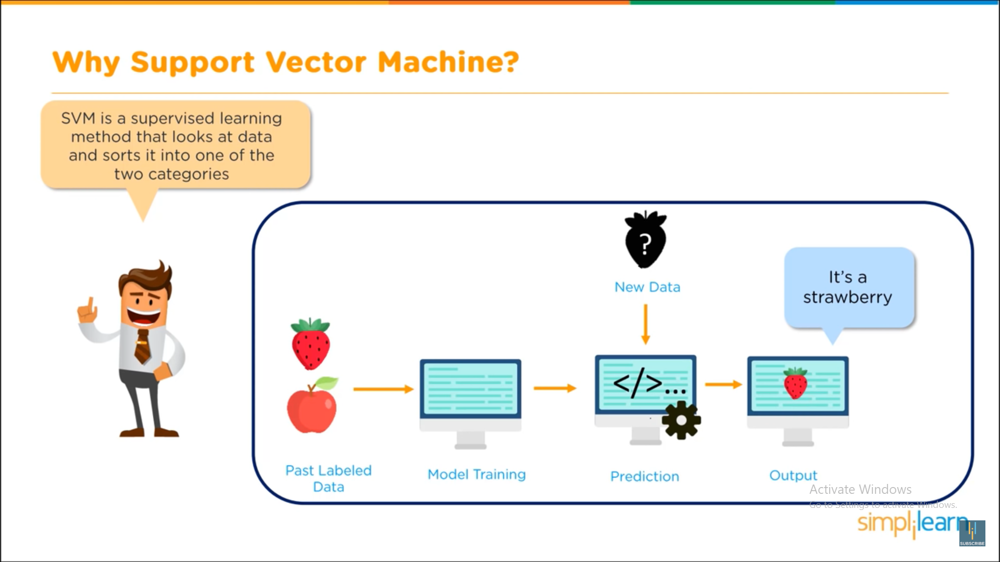 Why Support Vector Machine?
SVM is a supervised learning
method that looks at data
and sorts it into one of the
two categories
?
New Data
It's a
strawberry
</>...
Past Labeled
Data
Model Training
Prediction
Output
Activate Windows
Go to Settings to activate Windows.
simplilearn
SUBSCRIBE